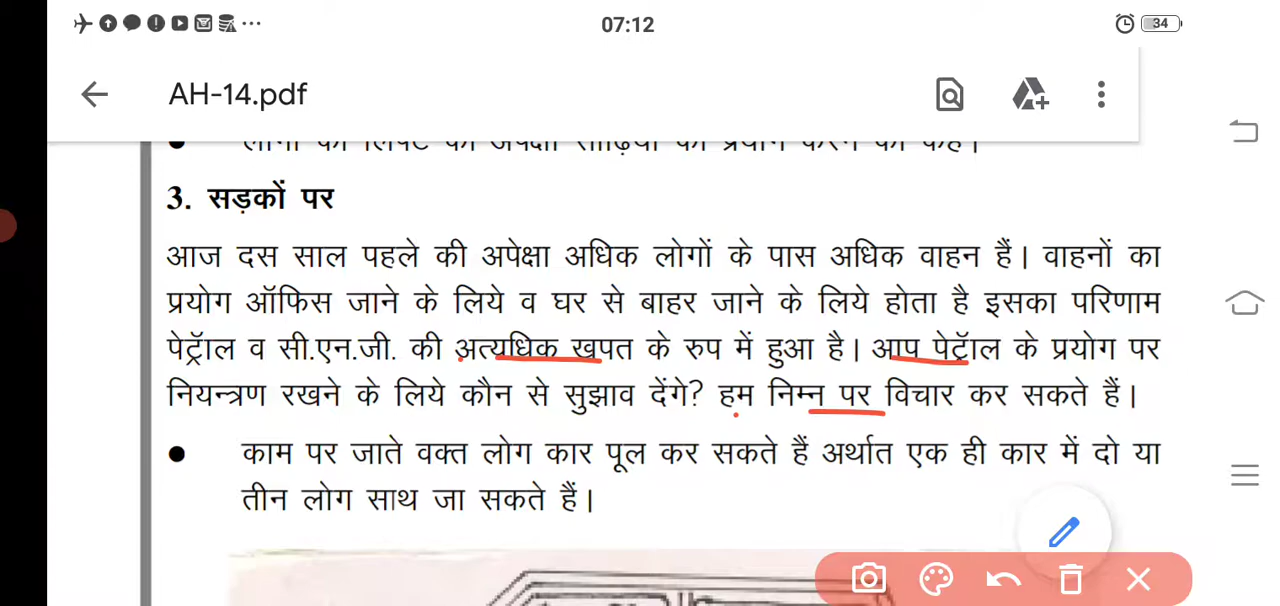 07:12
34
AH-14.pdf
3. सड़कों पर
आज दस साल पहले की अपेक्षा अधिक लोगों के पास अधिक वाहन हैं। वाहनों का
प्रयोग ऑफिस जाने के लिये व घर से बाहर जाने के लिये होता है इसका परिणाम
पेट्रॅाल व सी.एन.जी. की अत्यधिक खपत के रुप में हुआ है। आप पेट्रॅाल के प्रयोग पर
नियन्त्रण रखने के लिये कौन से सुझाव देंगे? हम निम्न पर विचार कर सकते हैं।
● काम पर जाते वक्त लोग कार पूल कर सकते हैं अर्थात एक ही कार में दो या
तीन लोग साथ जा सकते हैं।